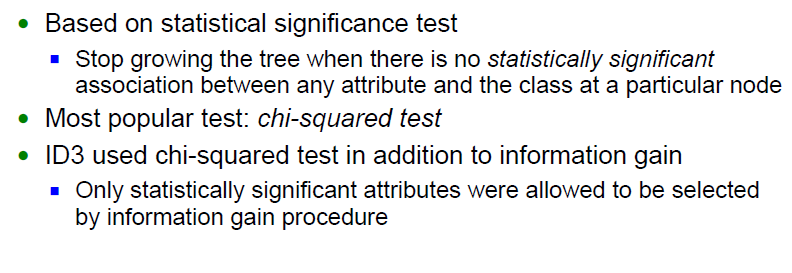 • Based on statistical significance test
▪ Stop growing the tree when there is no statistically significant
association between any attribute and the class at a particular node
• Most popular test: chi-squared test
• ID3 used chi-squared test in addition to information gain
▪ Only statistically significant attributes were allowed to be selected
by information gain procedure